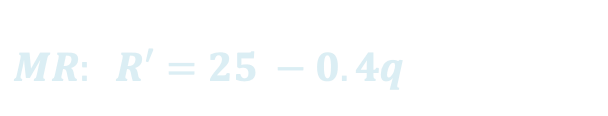 MR: R′ = 25 − 0.4q